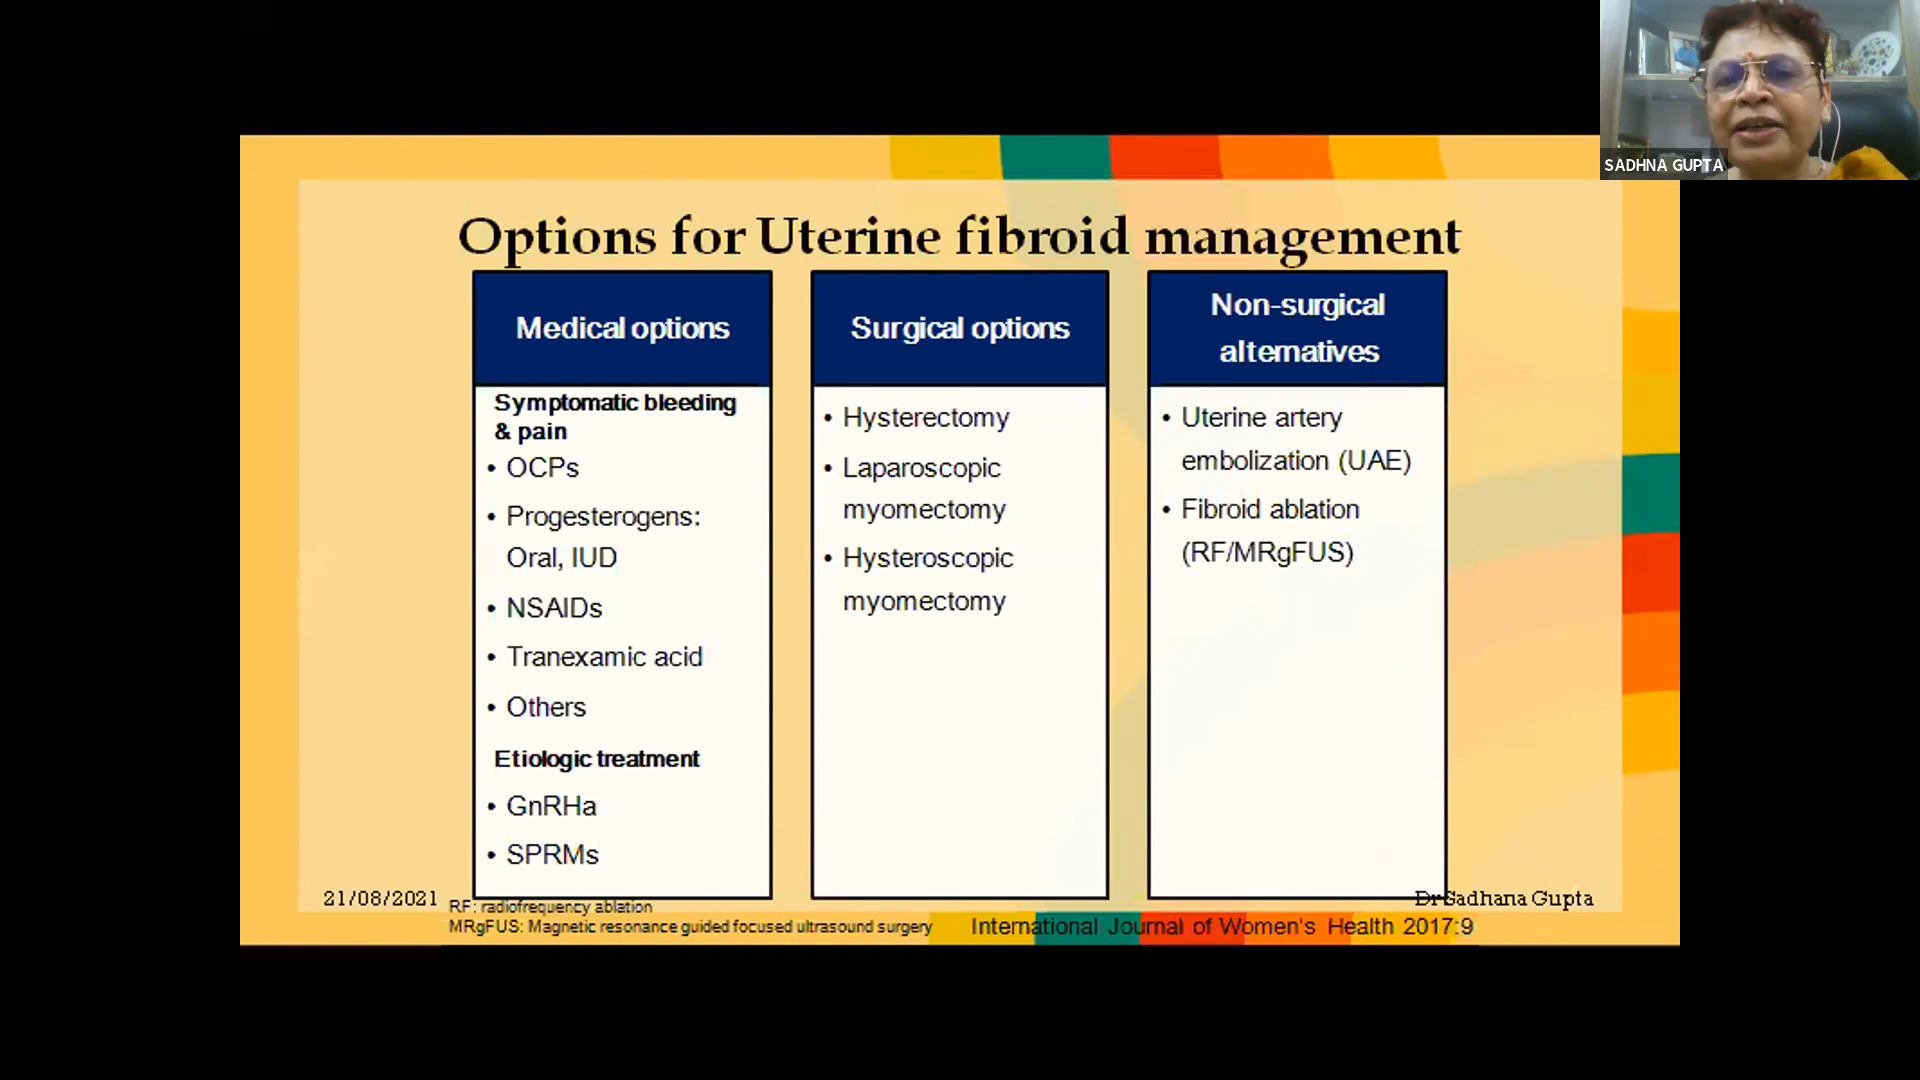 SADHNA GUPTA
Options for Uterine fibroid management
Medical options
Symptomatic bleeding
& pain
• OCPs
• Progesterogens:
Oral, IUD
• NSAIDs
• Tranexamic acid
• Others
Etiologic treatment
• GnRHa
• SPRMs
Surgical options
• Hysterectomy
• Laparoscopic
myomectomy
• Hysteroscopic
myomectomy
Non-surgical
alternatives
• Uterine artery
embolization (UAE)
• Fibroid ablation
(RF/MRgFUS)
21/08/2021
RF: radiofrequency ablation
MRgFUS: Magnetic resonance guided focused ultrasound surgery
Dr Sadhana Gupta
International Journal of Women's Health 2017:9